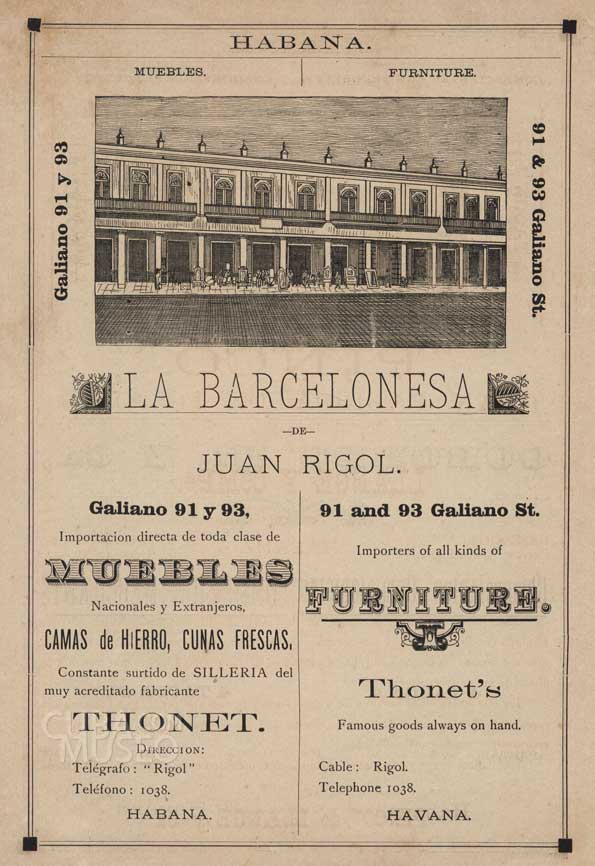 HABANA.
MUEBLES.
FURNITURE.
Galiano 91 y 93
91 & 93 Galiano St.
LA BARCELONESA
—DE—
JUAN RIGOL.
Galiano 91 y 93,
Importacion directa de toda clase de
MUEBLES
Nacionales y Extranjeros,
CAMAS de HIERRO, CUNAS FRESCAS,
Constante surtido de SILLERIA del
muy acreditado fabricante
THONET.
DIRECCION:
Telégrafo: "Rigol"
Teléfono: 1038.
HABANA.
91 and 93 Galiano St.
Importers of all kinds of
FURNITURE.
Thonet's
Famous goods always on hand.
Cable: Rigol.
Telephone 1038.
HAVANA.